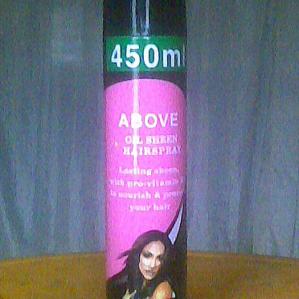 450ml
ABOVE
OIL SHEEN
HAIRSPRAY
Lasting sheen,
with pro-vitamin
to nourish & protect
your hair